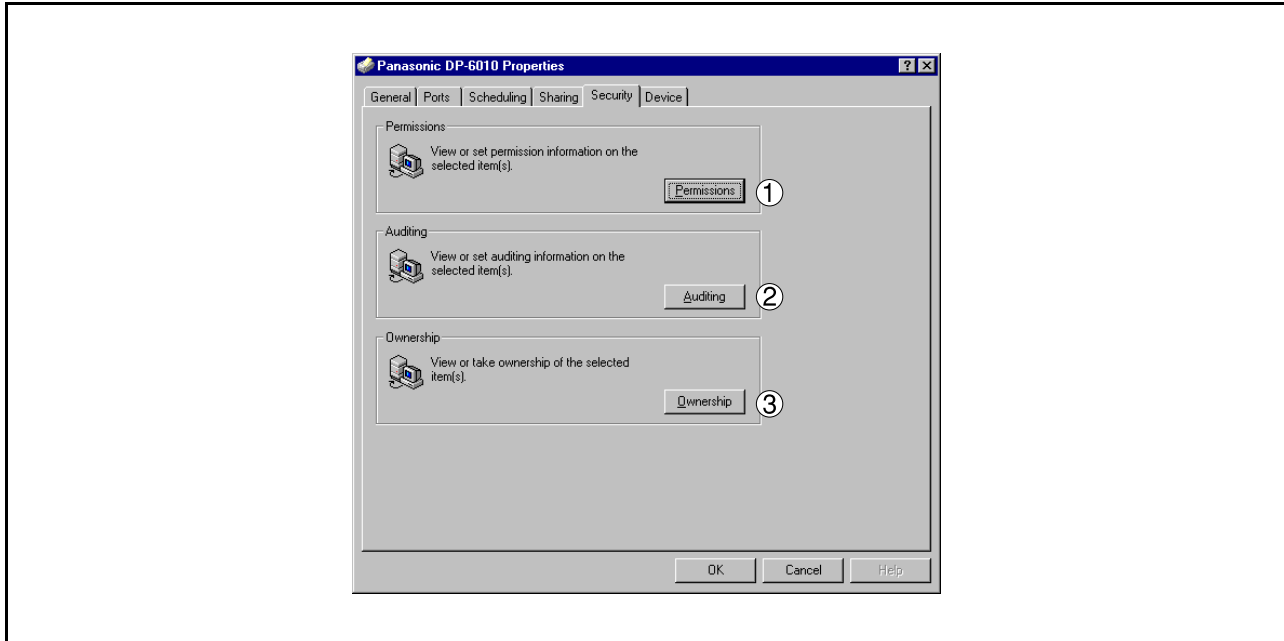 Panasonic DP-6010 Properties
General Ports Scheduling Sharing Security Device
Permissions
View or set permission information on the
selected item(s).
Permissions ①
Auditing
View or set auditing information on the
selected item(s).
Auditing ②
Ownership
View or take ownership of the selected
item(s).
Ownership ③
OK Cancel Help